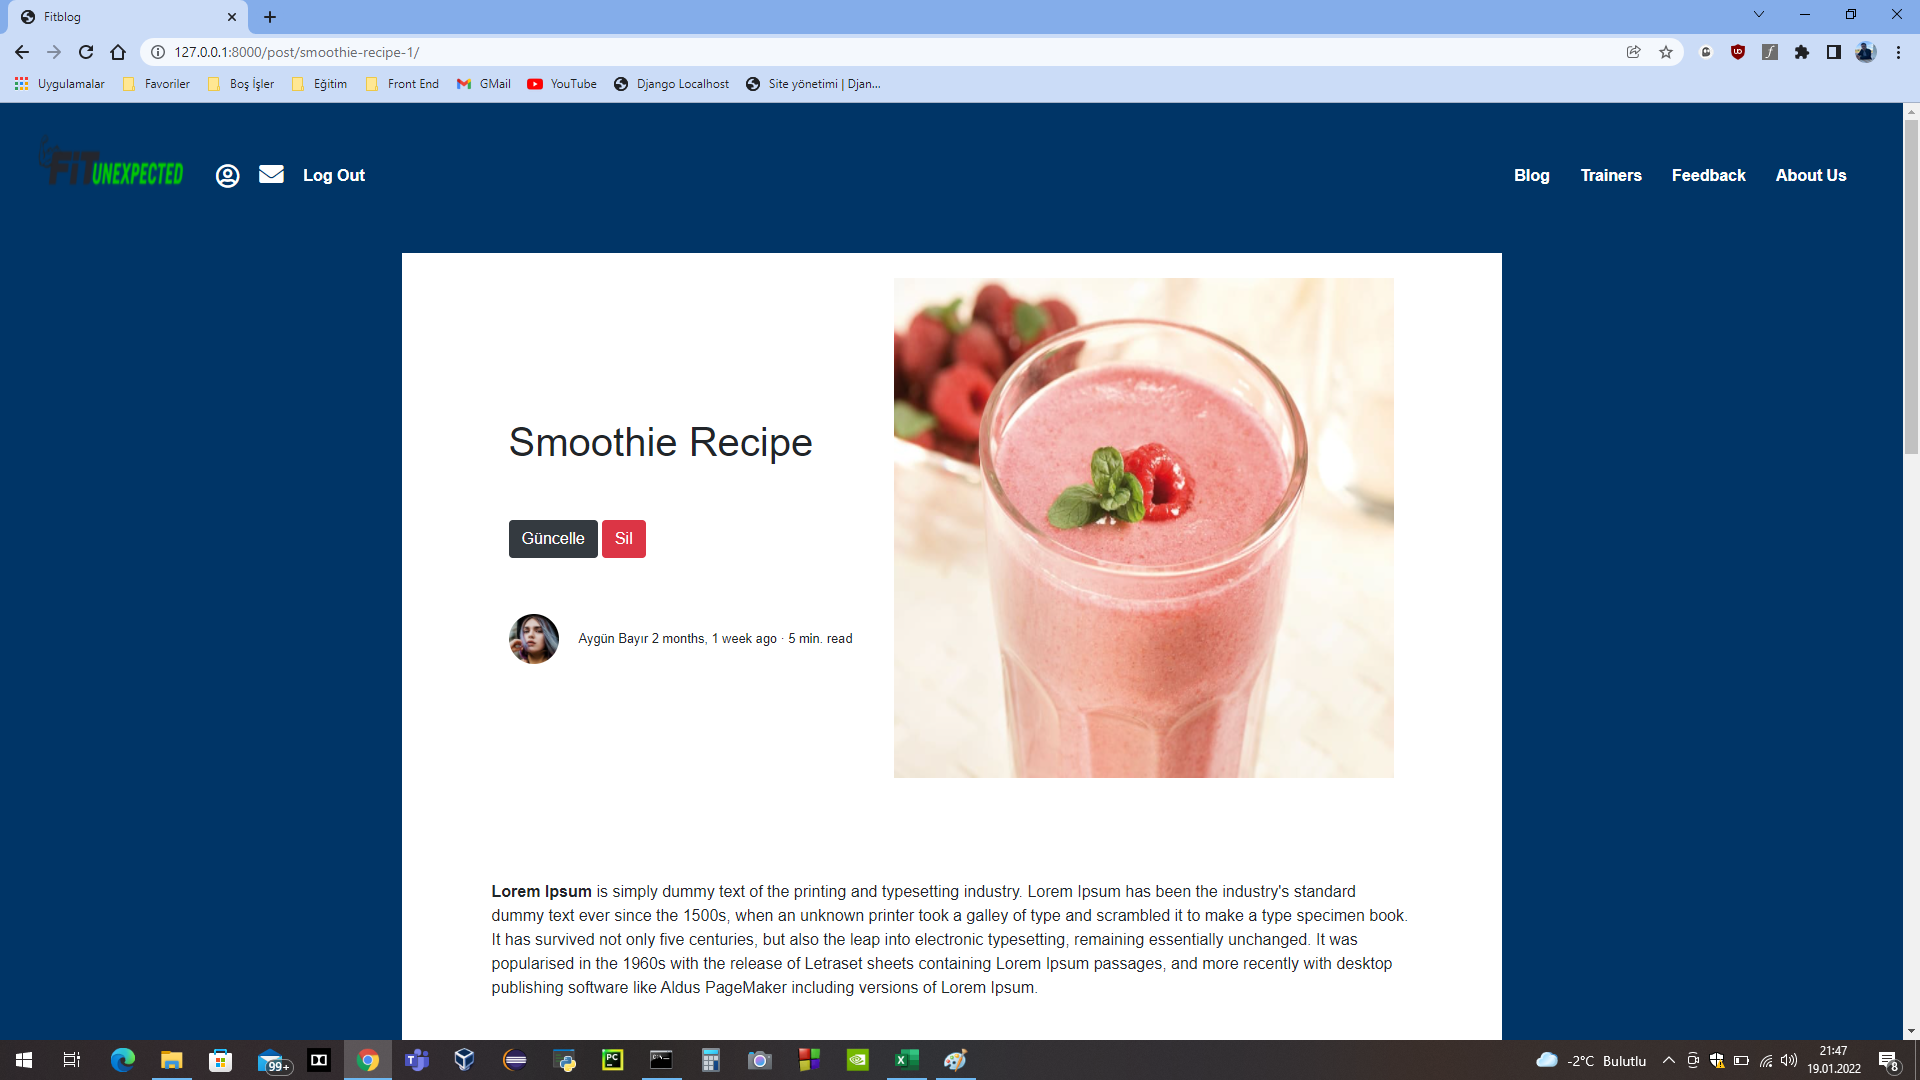 Fitblog
127.0.0.1:8000/post/smoothie-recipe-1/
Uygulamalar Favoriler Boş İşler Eğitim Front End GMail YouTube Django Localhost Site yönetimi | Djan...
FIT UNEXPECTED Log Out Blog Trainers Feedback About Us
Smoothie Recipe
Güncelle Sil
Aygün Bayır 2 months, 1 week ago · 5 min. read
Lorem Ipsum is simply dummy text of the printing and typesetting industry. Lorem Ipsum has been the industry's standard
dummy text ever since the 1500s, when an unknown printer took a galley of type and scrambled it to make a type specimen book.
It has survived not only five centuries, but also the leap into electronic typesetting, remaining essentially unchanged. It was
popularised in the 1960s with the release of Letraset sheets containing Lorem Ipsum passages, and more recently with desktop
publishing software like Aldus PageMaker including versions of Lorem Ipsum.
99+
-2°C Bulutlu
21:47
19.01.2022
8